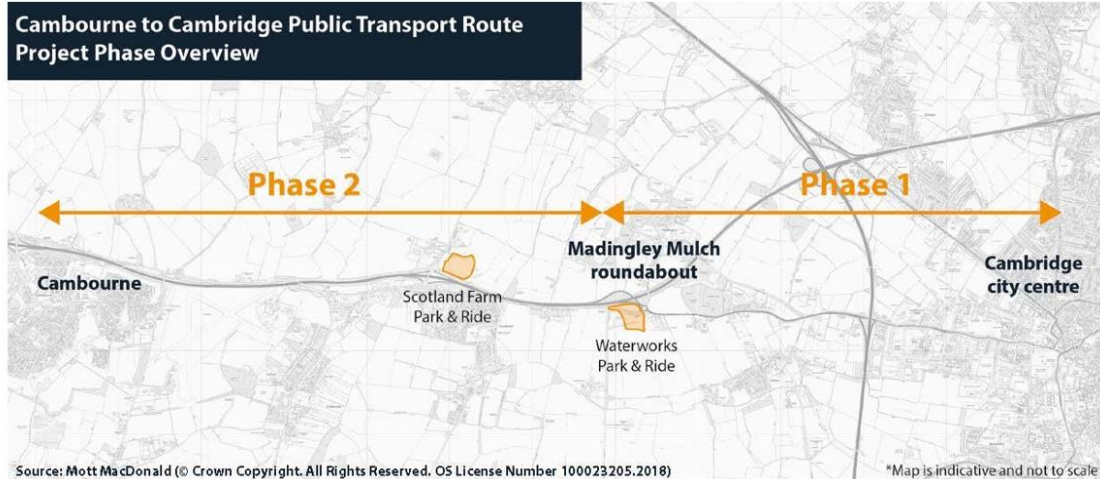 Cambourne to Cambridge Public Transport Route
Project Phase Overview
Phase 2
Phase 1
Madingley Mulch
roundabout
Cambourne
Cambridge
city centre
Scotland Farm
Park & Ride
Waterworks
Park & Ride
Source: Mott MacDonald (© Crown Copyright. All Rights Reserved. OS License Number 100023205.2018)
*Map is indicative and not to scale